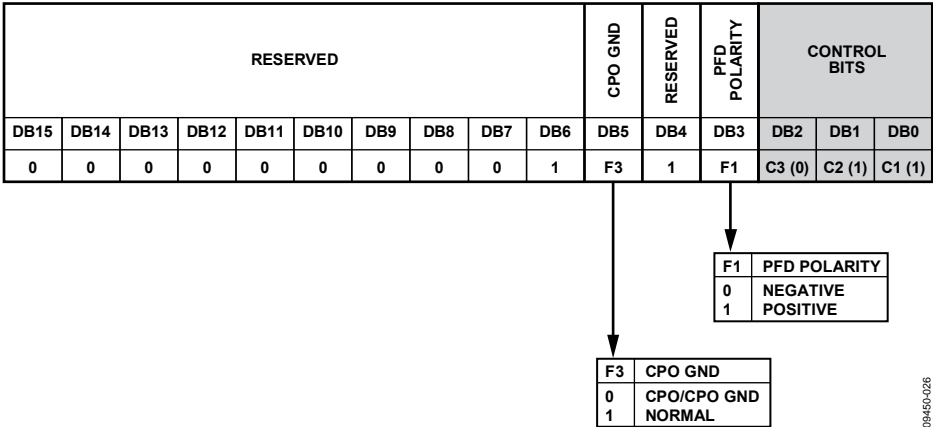 RESERVED
CPO GND
RESERVED
PFD
POLARITY
CONTROL
BITS
DB15 DB14 DB13 DB12 DB11 DB10 DB9 DB8 DB7 DB6 DB5 DB4 DB3 DB2 DB1 DB0
0 0 0 0 0 0 0 0 0 1 F3 1 F1 C3 (0) C2 (1) C1 (1)
F1 PFD POLARITY
0 NEGATIVE
1 POSITIVE
F3 CPO GND
0 CPO/CPO GND
1 NORMAL
09450-026